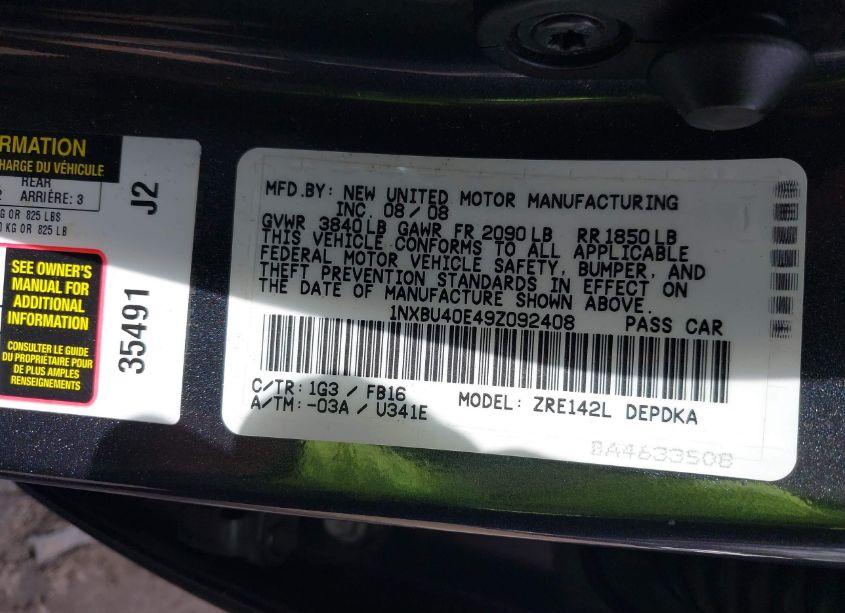 RMATION
CHARGE DU VÉHICULE
REAR
ARRIÈRE: 3
KG OR 825 LBS
KG OR 825 LB
J2
SEE OWNER'S
MANUAL FOR
ADDITIONAL
INFORMATION
CONSULTER LE GUIDE
DU PROPRIÉTAIRE POUR
DE PLUS AMPLES
RENSEIGNEMENTS
35491
MFD.BY: NEW UNITED MOTOR MANUFACTURING
INC. 08/08
GVWR 3840LB GAWR FR 2090LB RR 1850LB
THIS VEHICLE CONFORMS TO ALL APPLICABLE
FEDERAL MOTOR VEHICLE SAFETY, BUMPER, AND
THEFT PREVENTION STANDARDS IN EFFECT ON
THE DATE OF MANUFACTURE SHOWN ABOVE.
1NXBU40E49Z092408 PASS CAR
C/TR: 1G3 / FB16
A/TM: -03A / U341E MODEL: ZRE142L DEPDKA
BA4633508